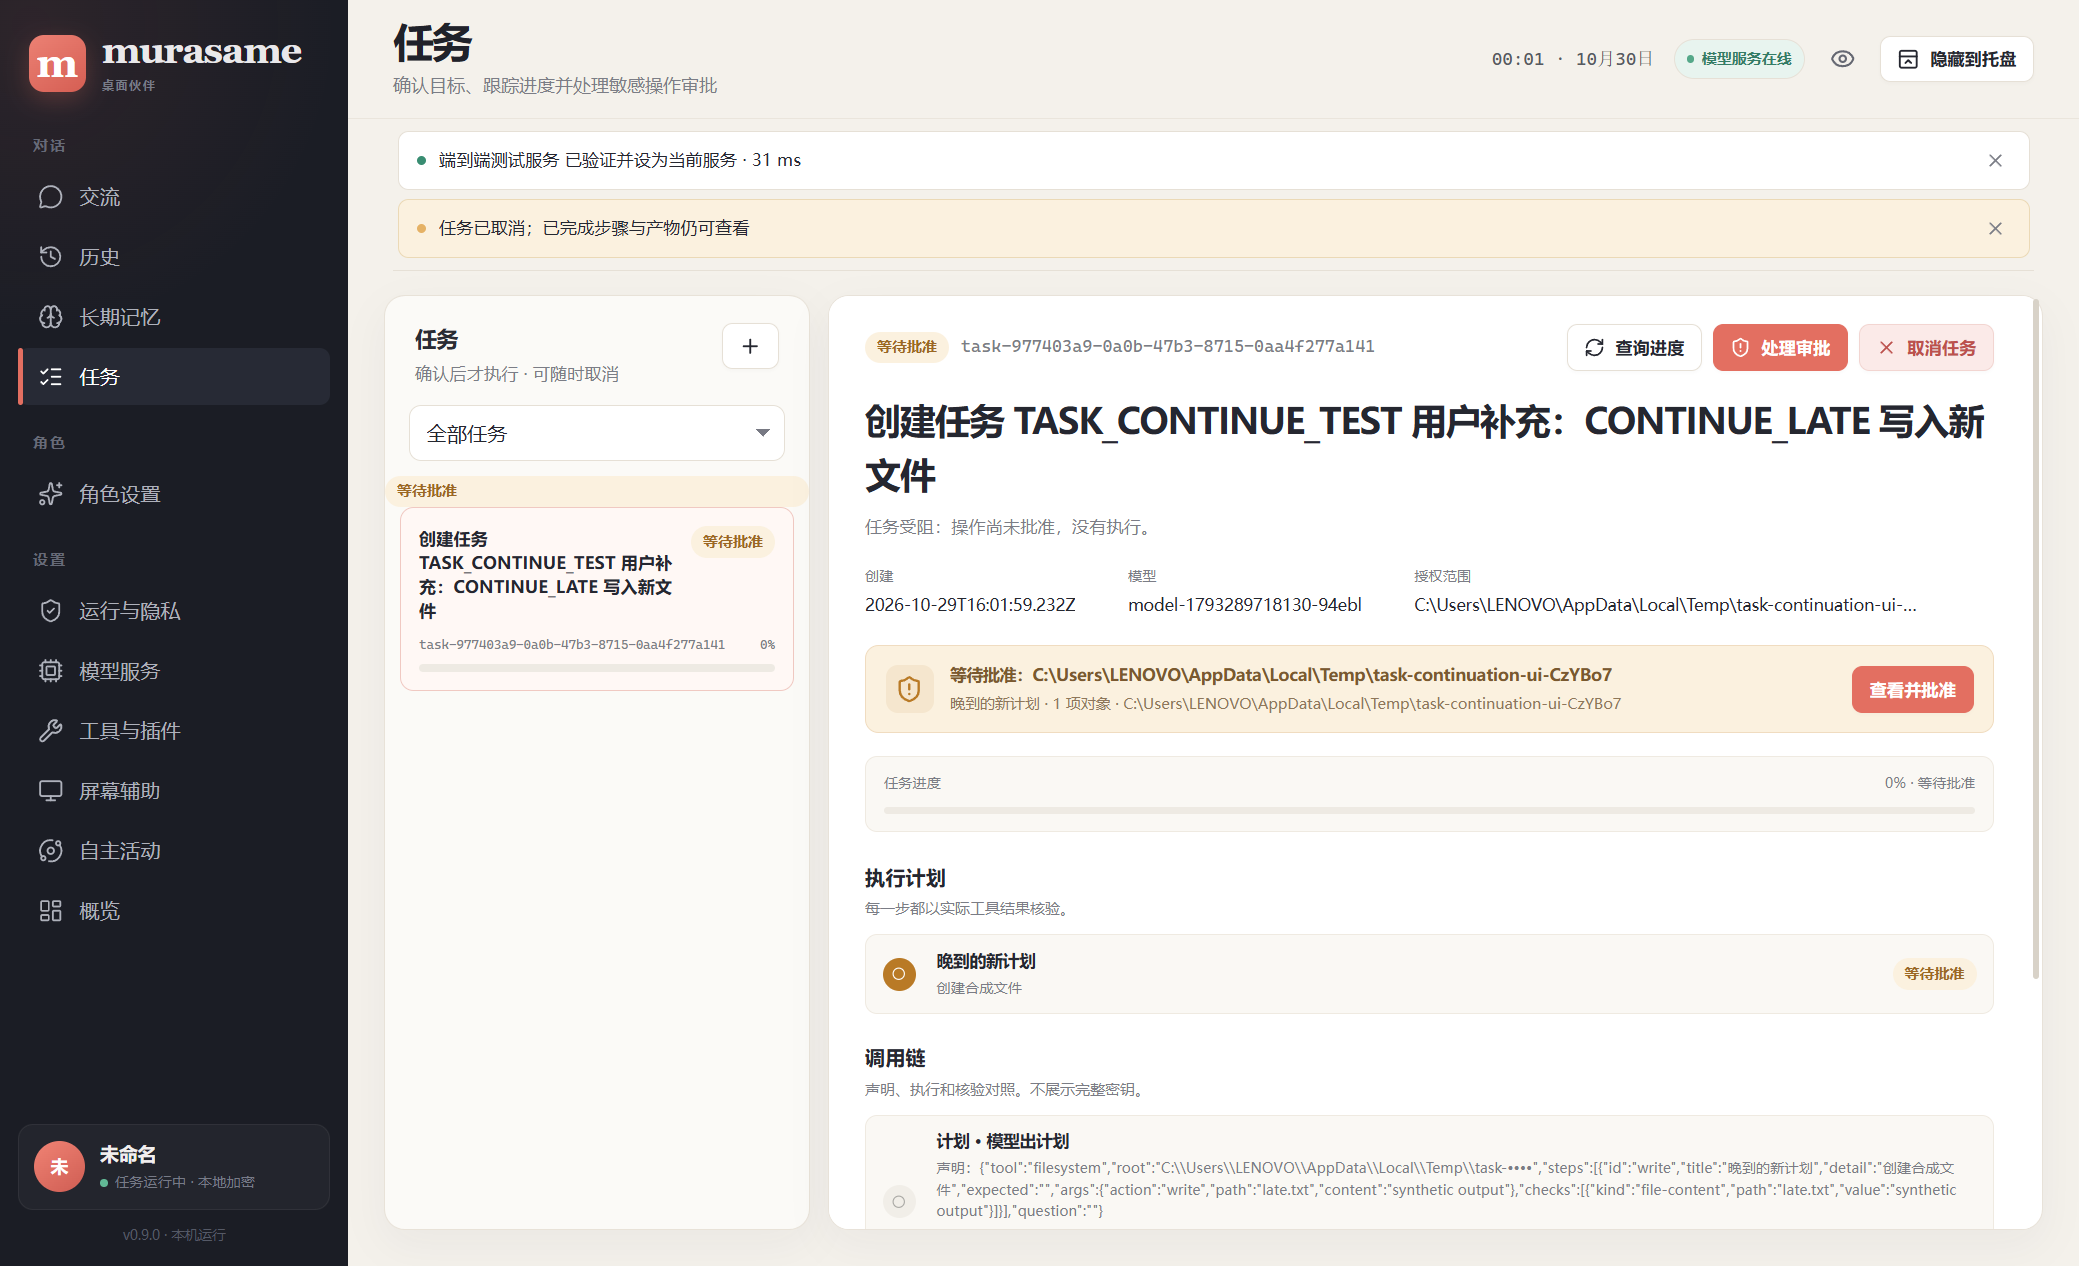 m
murasame
桌面伙伴
对话
交流
历史
长期记忆
任务
角色
角色设置
设置
运行与隐私
模型服务
工具与插件
屏幕辅助
自主活动
概览
未
未命名
任务运行中 · 本地加密
v0.9.0 · 本机运行
任务
确认目标、跟踪进度并处理敏感操作审批
00:01 · 10月30日
模型服务在线
隐藏到托盘
端到端测试服务 已验证并设为当前服务 · 31 ms
任务已取消；已完成步骤与产物仍可查看
任务
确认后才执行 · 可随时取消
全部任务
等待批准
创建任务
TASK_CONTINUE_TEST 用户补
充：CONTINUE_LATE 写入新文
件
等待批准
task-977403a9-0a0b-47b3-8715-0aa4f277a141 0%
等待批准 task-977403a9-0a0b-47b3-8715-0aa4f277a141
查询进度
处理审批
取消任务
创建任务 TASK_CONTINUE_TEST 用户补充：CONTINUE_LATE 写入新
文件
任务受阻：操作尚未批准，没有执行。
创建
2026-10-29T16:01:59.232Z
模型
model-1793289718130-94ebl
授权范围
C:\Users\LENOVO\AppData\Local\Temp\task-continuation-ui-...
等待批准：C:\Users\LENOVO\AppData\Local\Temp\task-continuation-ui-CzYBo7
晚到的新计划 · 1 项对象 · C:\Users\LENOVO\AppData\Local\Temp\task-continuation-ui-CzYBo7
查看并批准
任务进度
0% · 等待批准
执行计划
每一步都以实际工具结果核验。
晚到的新计划
创建合成文件
等待批准
调用链
声明、执行和核验对照。不展示完整密钥。
计划 • 模型出计划
声明：{"tool":"filesystem","root":"C:\\Users\\LENOVO\\AppData\\Local\\Temp\\task-••••","steps":[{"id":"write","title":"晚到的新计划","detail":"创建合成文
件","expected":"","args":{"action":"write","path":"late.txt","content":"synthetic output"},"checks":[{"kind":"file-content","path":"late.txt","value":"synthetic
output"}]}],"question":""}